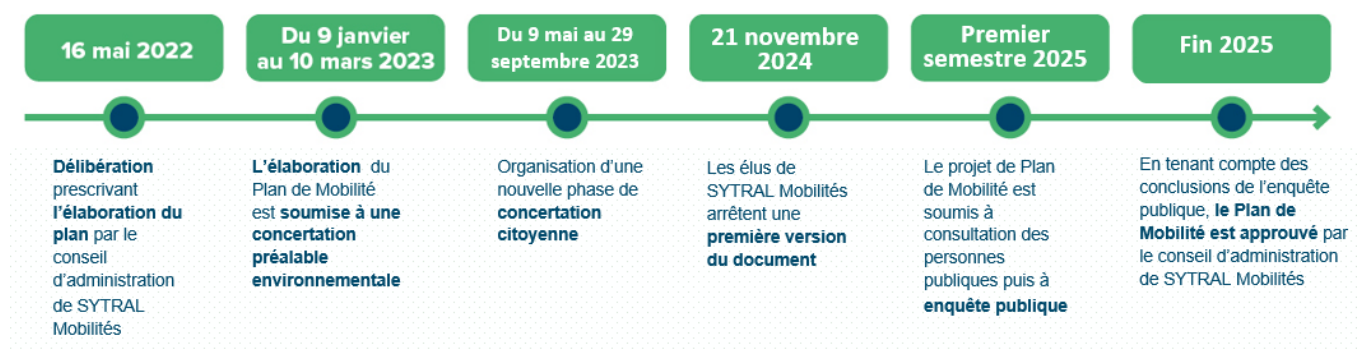 16 mai 2022
Du 9 janvier
au 10 mars 2023
Du 9 mai au 29
septembre 2023
21 novembre
2024
Premier
semestre 2025
Fin 2025
Délibération
prescrivant
l’élaboration du
plan par le
conseil
d’administration
de SYTRAL
Mobilités
L’élaboration du
Plan de Mobilité
est soumise à une
concertation
préalable
environnementale
Organisation d’une
nouvelle phase de
concertation
citoyenne
Les élus de
SYTRAL Mobilités
arrêtent une
première version
du document
Le projet de Plan
de Mobilité est
soumis à
consultation des
personnes
publiques puis à
enquête publique
En tenant compte des
conclusions de l’enquête
publique, le Plan de
Mobilité est approuvé par
le conseil d’administration
de SYTRAL Mobilités